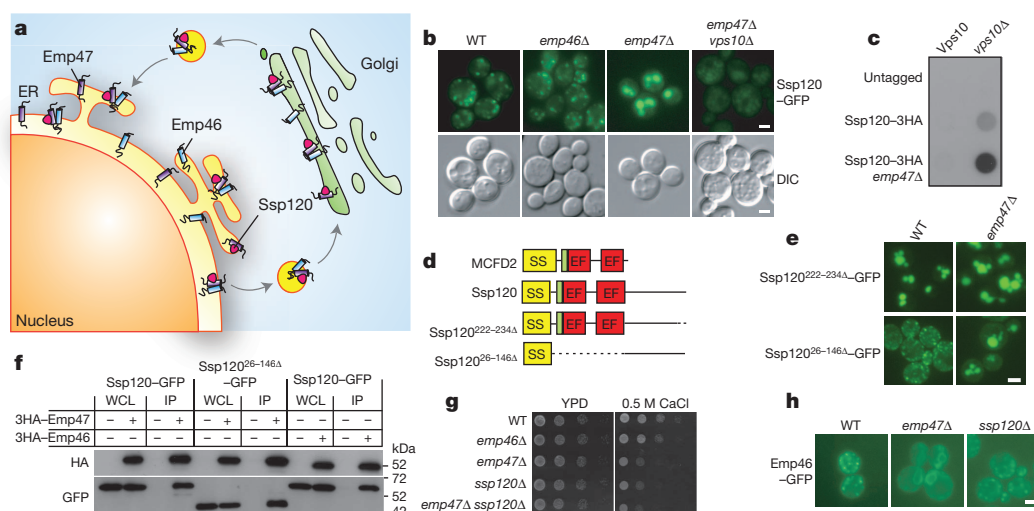 a
Emp47
ER
Emp46
Ssp120
Golgi
Nucleus
b
WT
emp46Δ
emp47Δ
emp47Δ
vps10Δ
Ssp120
–GFP
DIC
c
Vps10
vps10Δ
Untagged
Ssp120–3HA
Ssp120–3HA
emp47Δ
d
MCFD2
SS
EF
EF
Ssp120
SS
EF
EF
Ssp120222–234Δ
SS
EF
EF
Ssp12026–146Δ
SS
e
WT
emp47Δ
Ssp120222–234Δ–GFP
Ssp12026–146Δ–GFP
f
Ssp120–GFP
Ssp12026–146Δ
–GFP
Ssp120–GFP
WCL IP WCL IP WCL IP
3HA–Emp47 – + – + – + – +
3HA–Emp46 – + – +
kDa
HA
52
72
GFP
52
42
g
YPD
0.5 M CaCl
WT
emp46Δ
emp47Δ
ssp120Δ
emp47Δ ssp120Δ
h
WT
emp47Δ
ssp120Δ
Emp46
–GFP